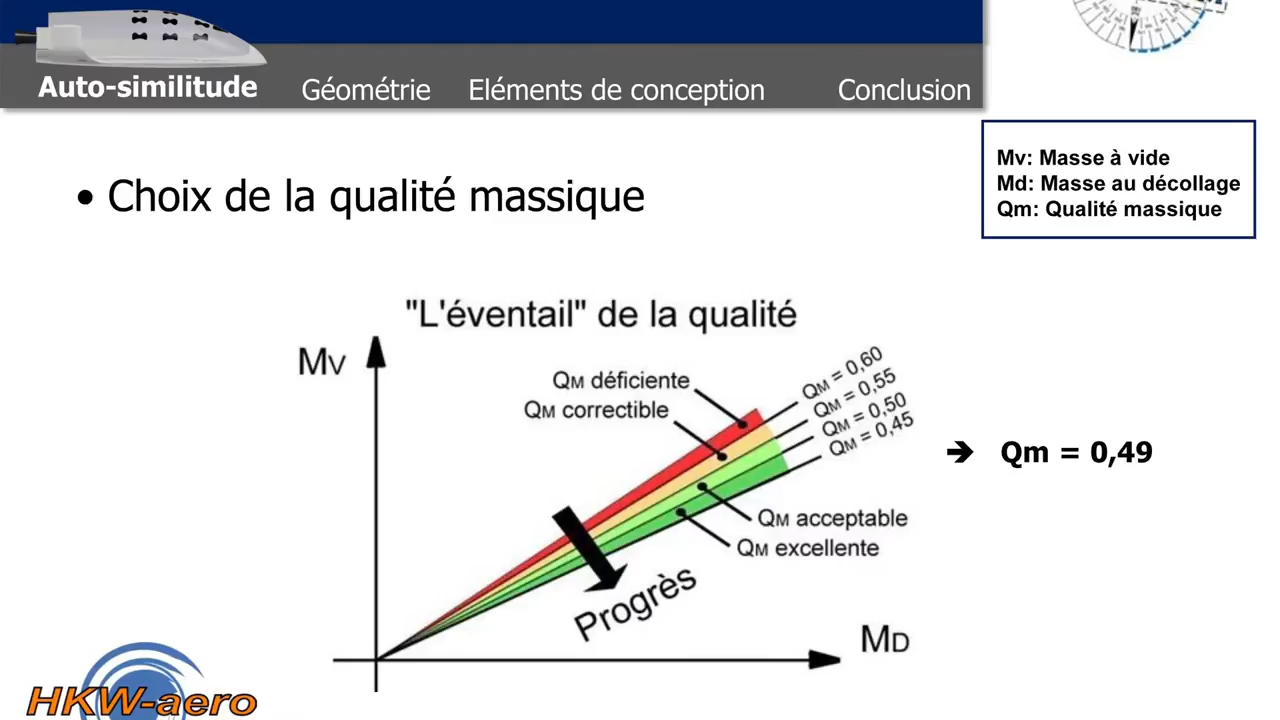 Auto-similitude Géométrie Eléments de conception Conclusion
Mv: Masse à vide
Md: Masse au décollage
Qm: Qualité massique
• Choix de la qualité massique
"L'éventail" de la qualité
Mv
QM déficiente
QM correctible
QM = 0,60
QM = 0,55
QM = 0,50
QM = 0,45
➔ Qm = 0,49
QM acceptable
QM excellente
Progrès
MD
HKW-aero